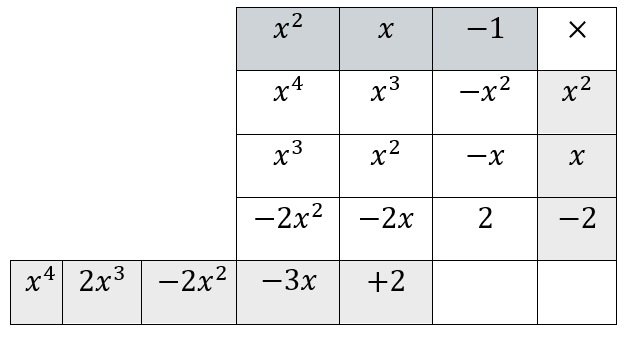 x² x −1 ×
x⁴ x³ −x² x²
x³ x² −x x
−2x² −2x 2 −2
x⁴ 2x³ −2x² −3x +2